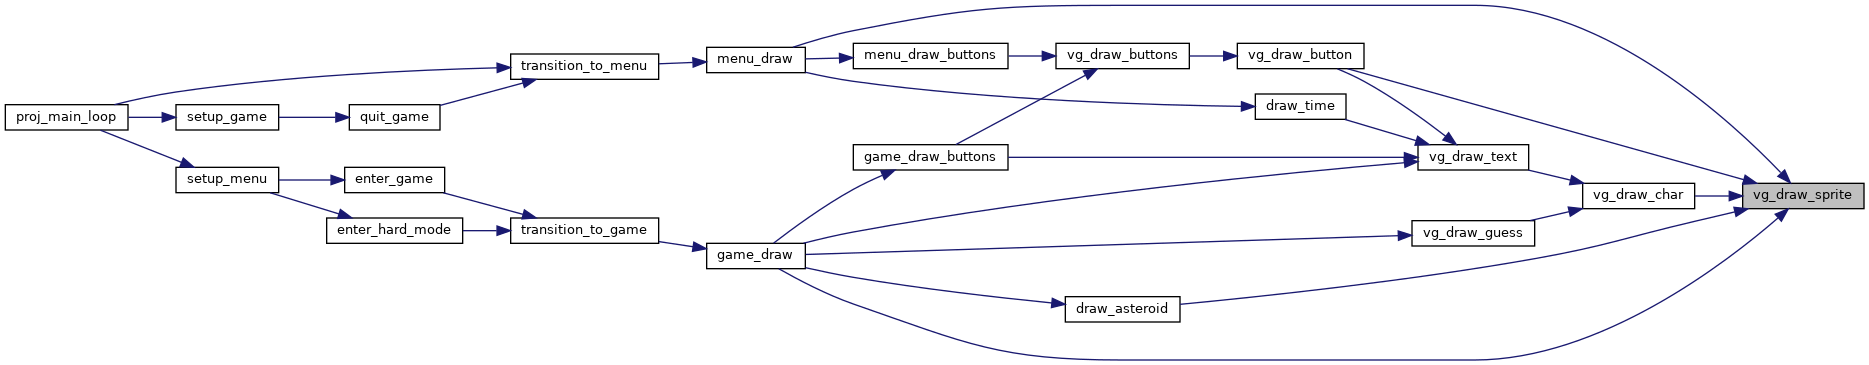 menu_draw_buttons
vg_draw_buttons
vg_draw_button
menu_draw
transition_to_menu
draw_time
proj_main_loop
setup_game
quit_game
game_draw_buttons
vg_draw_text
setup_menu
enter_game
vg_draw_char
vg_draw_sprite
enter_hard_mode
transition_to_game
vg_draw_guess
game_draw
draw_asteroid